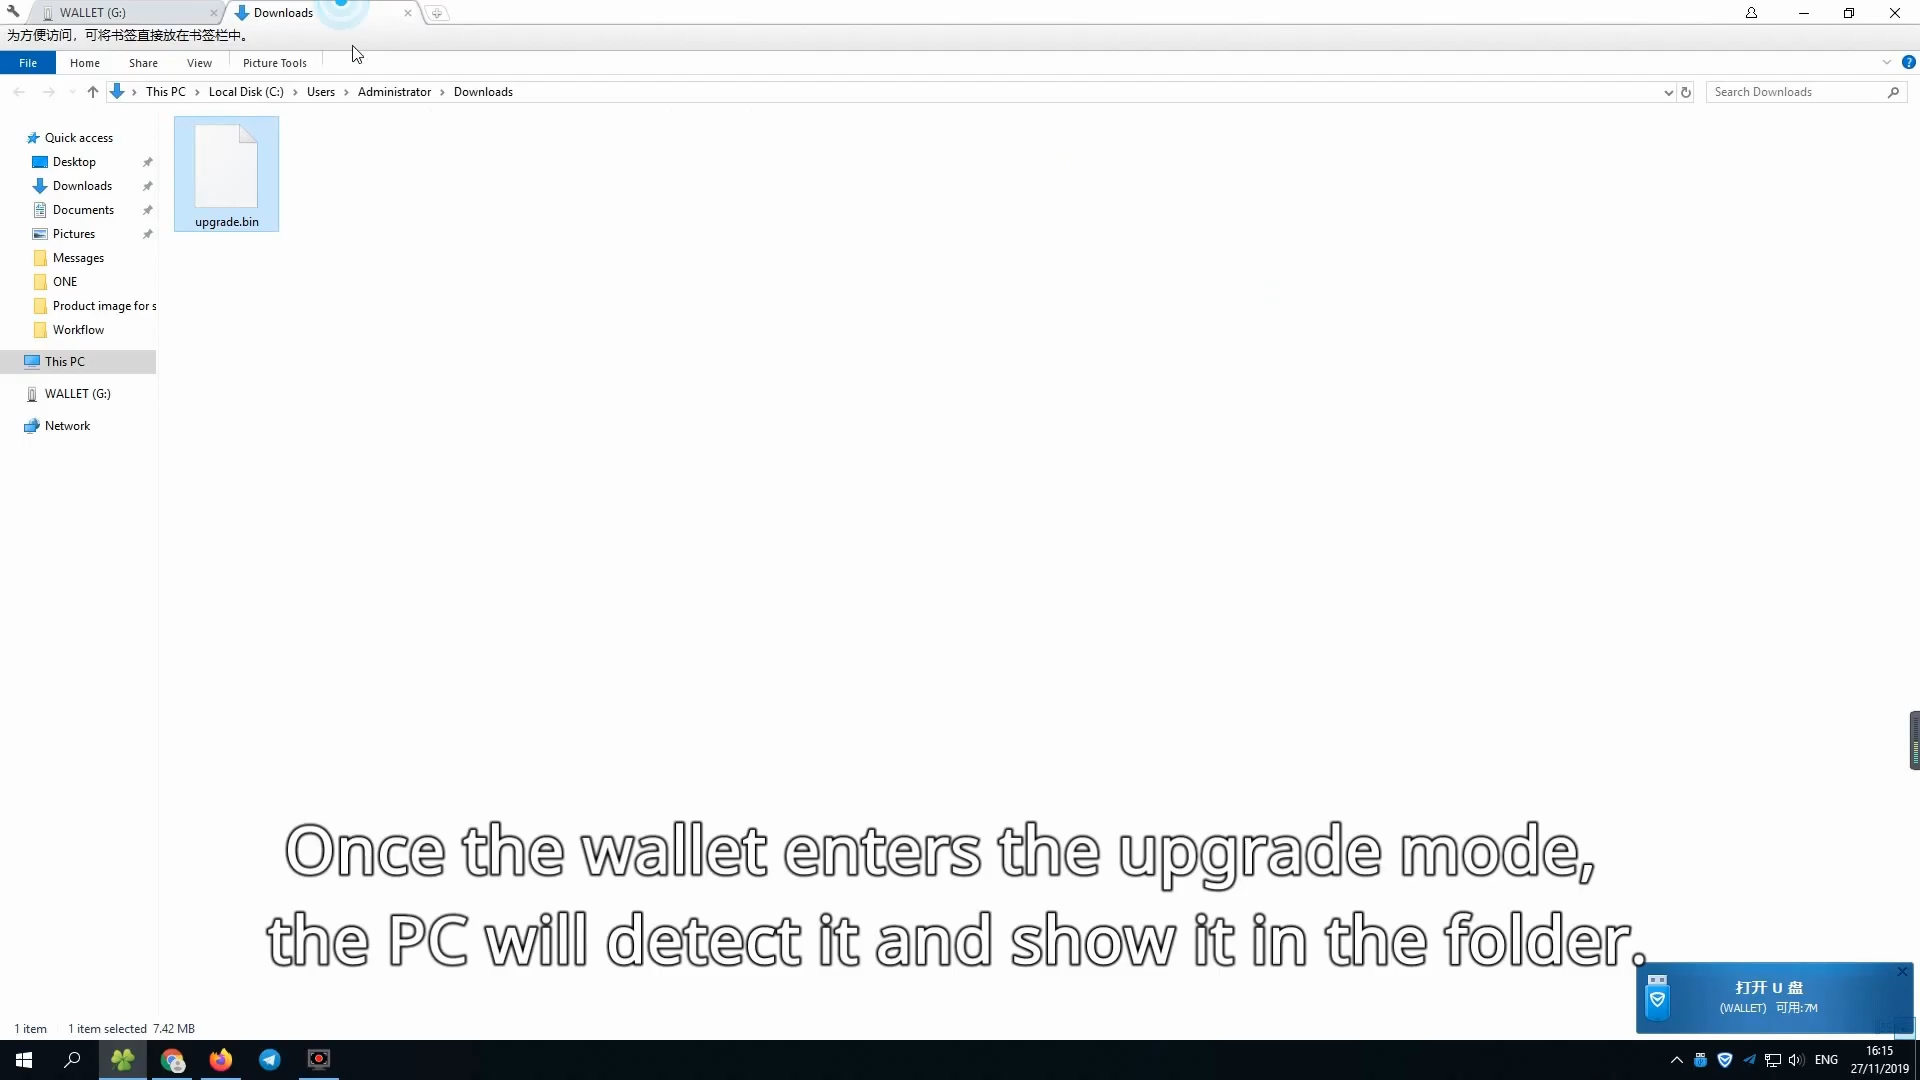 WALLET (G:)
Downloads
为方便访问，可将书签直接放在书签栏中。
File
Home
Share
View
Picture Tools
This PC
Local Disk (C:)
Users
Administrator
Downloads
Search Downloads
Quick access
Desktop
Downloads
Documents
Pictures
Messages
ONE
Product image for s
Workflow
This PC
WALLET (G:)
Network
upgrade.bin
Once the wallet enters the upgrade mode,
the PC will detect it and show it in the folder.
打开 U 盘
(WALLET) 可用:7M
1 item
1 item selected 7.42 MB
ENG
16:15
27/11/2019